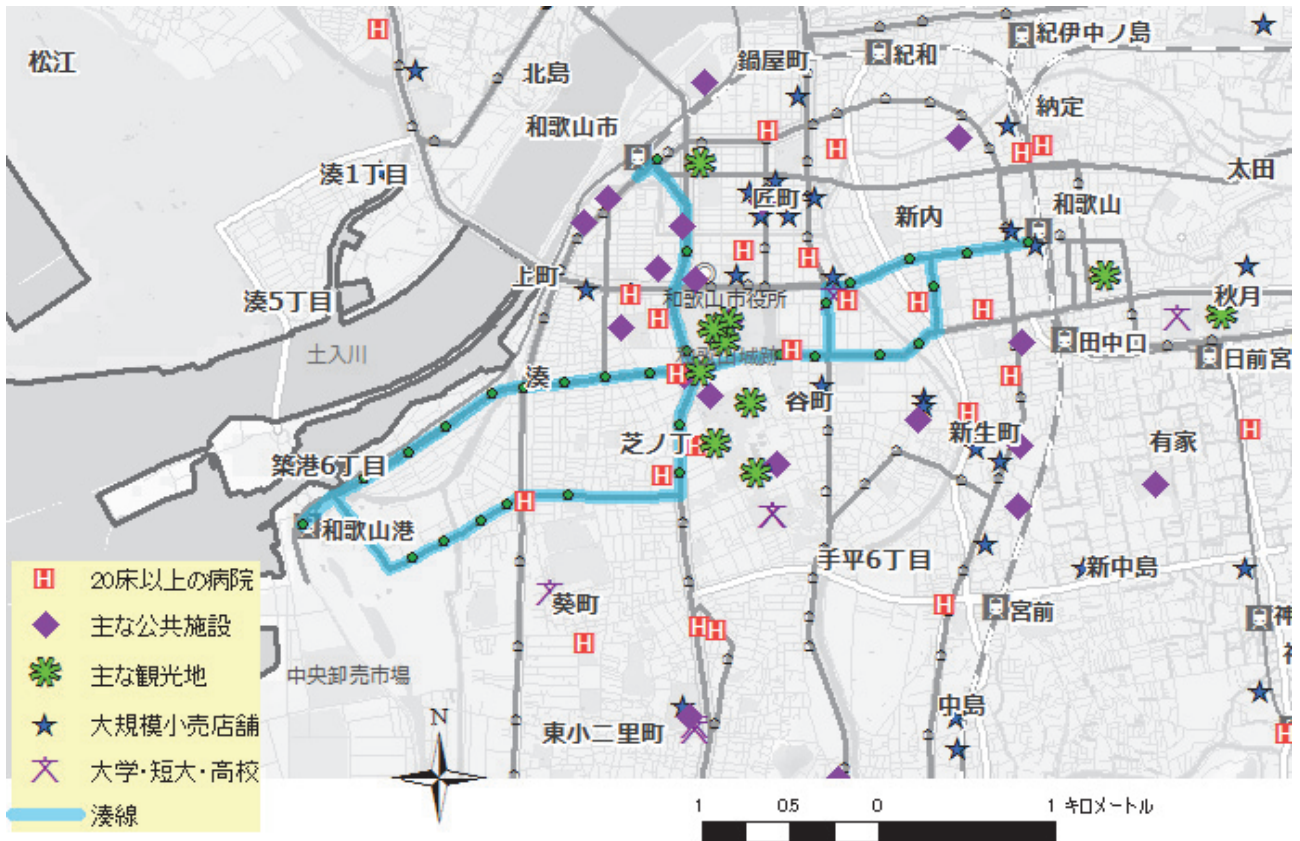 紀伊中ノ島
松江
鍋屋町
紀和
北島
納定
和歌山市
太田
湊1丁目
匠町
和歌山
新内
上町
湊5丁目
和歌山市役所
秋月
土入川
田中口
日前宮
湊
谷町
芝ノ丁
新生町
有家
築港6丁目
和歌山港
手平6丁目
新中島
葵町
宮前
中央卸売市場
中島
東小二里町
H 20床以上の病院
主な公共施設
主な観光地
大規模小売店舗
大学・短大・高校
湊線
N
1 0.5 0 1 キロメートル